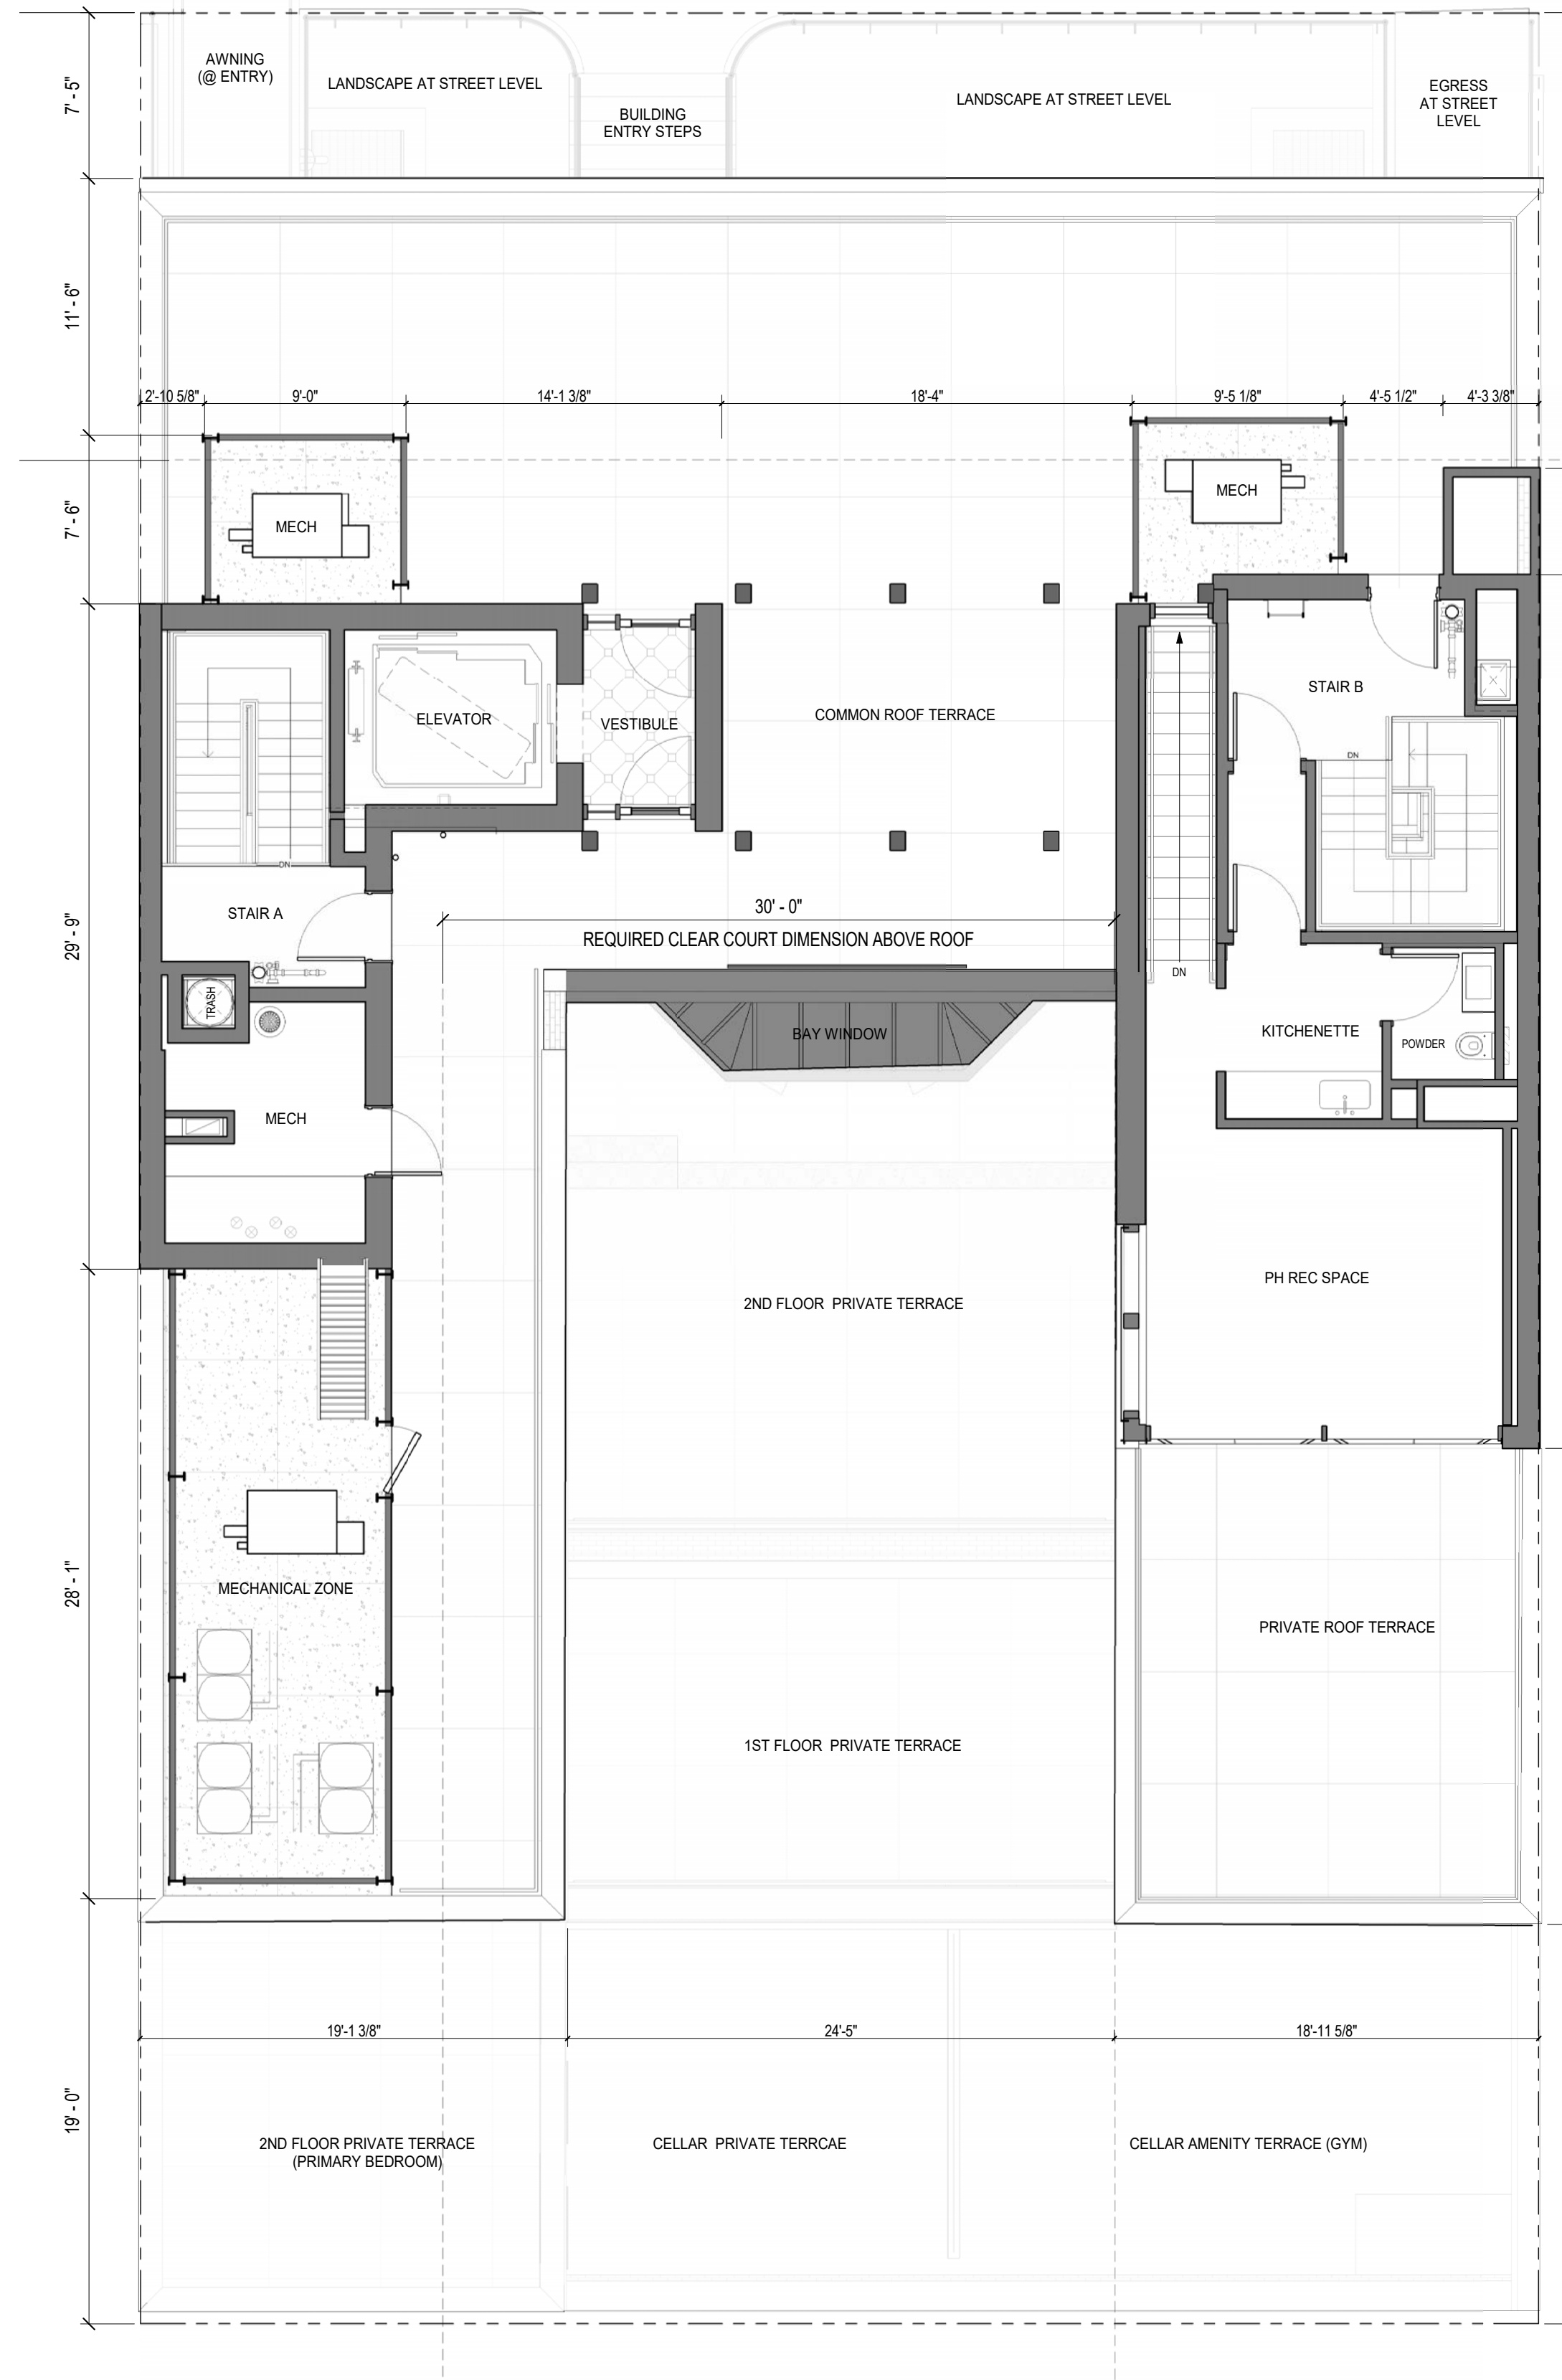 AWNING
(@ ENTRY)
LANDSCAPE AT STREET LEVEL
BUILDING
ENTRY STEPS
LANDSCAPE AT STREET LEVEL
EGRESS
AT STREET
LEVEL
7' - 5"
11' - 6"
2'-10 5/8"
9'-0"
14'-1 3/8"
18'-4"
9'-5 1/8"
4'-5 1/2"
4'-3 3/8"
7' - 6"
MECH
MECH
ELEVATOR
VESTIBULE
COMMON ROOF TERRACE
STAIR B
DN
DN
STAIR A
29' - 9"
30' - 0"
REQUIRED CLEAR COURT DIMENSION ABOVE ROOF
DN
TRASH
BAY WINDOW
KITCHENETTE
POWDER
MECH
PH REC SPACE
2ND FLOOR  PRIVATE TERRACE
28' - 1"
MECHANICAL ZONE
PRIVATE ROOF TERRACE
1ST FLOOR  PRIVATE TERRACE
19'-1 3/8"
24'-5"
18'-11 5/8"
19' - 0"
2ND FLOOR PRIVATE TERRACE
(PRIMARY BEDROOM)
CELLAR  PRIVATE TERRCAE
CELLAR AMENITY TERRACE (GYM)